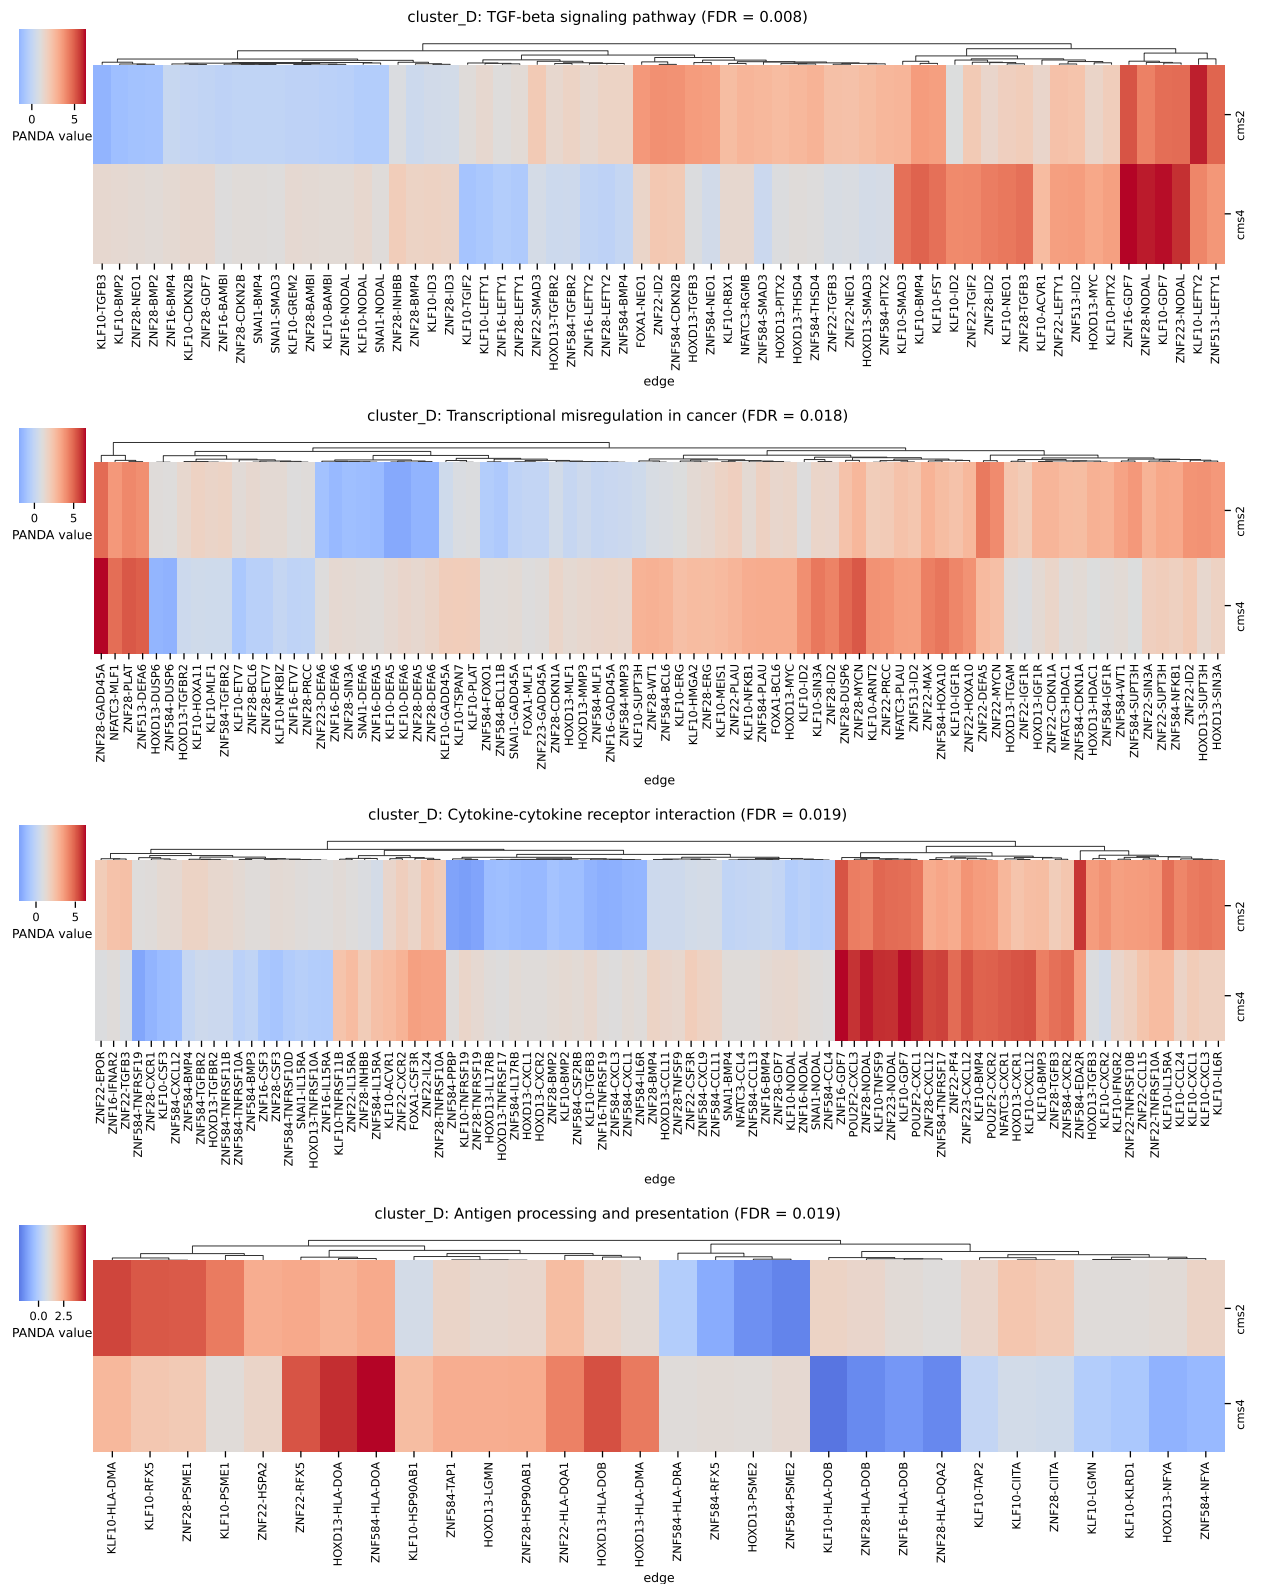 cluster_D: TGF-beta signaling pathway (FDR = 0.008)
0 5
PANDA value
cms2
cms4
KLF10-TGFB3
KLF10-BMP2
ZNF28-NEO1
ZNF28-BMP2
ZNF16-BMP4
KLF10-CDKN2B
ZNF28-GDF7
ZNF16-BAMBI
ZNF28-CDKN2B
SNAI1-BMP4
SNAI1-SMAD3
KLF10-GREM2
ZNF28-BAMBI
KLF10-BAMBI
ZNF16-NODAL
KLF10-NODAL
SNAI1-NODAL
ZNF28-NHBB
ZNF28-BMP4
KLF10-ID3
ZNF28-ID3
KLF10-TGIF2
KLF10-LEFTY1
ZNF16-LEFTY1
ZNF28-LEFTY1
ZNF22-SMAD3
HOXD13-TGFBR2
ZNF584-TGFBR2
ZNF16-LEFTY2
ZNF28-LEFTY2
ZNF584-BMP4
FOXA1-NEO1
ZNF22-ID2
ZNF584-CDKN2B
HOXD13-TGFB3
ZNF584-NEO1
KLF10-RBX1
NFATC3-RGMB
ZNF584-SMAD3
HOXD13-PITX2
HOXD13-THSD4
ZNF584-THSD4
ZNF22-TGFB3
ZNF22-NEO1
HOXD13-SMAD3
ZNF584-PITX2
KLF10-SMAD3
KLF10-BMP4
KLF10-FST
KLF10-ID2
ZNF22-TGIF2
ZNF28-ID2
KLF10-NEO1
ZNF28-TGFB3
KLF10-ACVR1
ZNF22-LEFTY1
ZNF513-ID2
HOXD13-MYC
KLF10-PITX2
ZNF16-GDF7
ZNF28-NODAL
KLF10-GDF7
ZNF223-NODAL
KLF10-LEFTY2
ZNF513-LEFTY1
edge
cluster_D: Transcriptional misregulation in cancer (FDR = 0.018)
0 5
PANDA value
cms2
cms4
ZNF28-GADD45A
NFATC3-MLF1
ZNF28-PLAT
ZNF513-DEFA6
HOXD13-DUSP6
ZNF584-DUSP6
HOXD13-TGFBR2
KLF10-HOXA11
KLF10-MLF1
ZNF584-TGFBR2
KLF10-ETV7
ZNF28-BCL6
ZNF28-ETV7
KLF10-NFKBIZ
ZNF16-ETV7
ZNF28-PRCC
ZNF223-DEFA6
ZNF16-DEFA6
ZNF28-SIN3A
SNAI1-DEFA6
ZNF16-DEFA5
KLF10-DEFA5
KLF10-DEFA6
ZNF28-DEFA5
ZNF28-DEFA6
KLF10-GADD45A
KLF10-TSPAN7
KLF10-PLAT
ZNF584-FOXO1
ZNF584-BCL11B
SNAI1-GADD45A
FOXA1-MLF1
ZNF223-GADD45A
ZNF28-CDKN1A
HOXD13-MLF1
HOXD13-MMP3
ZNF584-MLF1
ZNF16-GADD45A
ZNF584-MMP3
KLF10-SUPT3H
ZNF28-WT1
ZNF584-BCL6
KLF10-ERG
KLF10-HMGA2
ZNF28-ERG
KLF10-MEIS1
ZNF22-PLAU
KLF10-NFKB1
ZNF584-PLAU
FOXA1-BCL6
HOXD13-MYC
KLF10-ID2
KLF10-SIN3A
ZNF28-ID2
ZNF28-DUSP6
ZNF28-MYCN
KLF10-ARNT2
ZNF22-PRCC
NFATC3-PLAU
ZNF513-ID2
ZNF22-MAX
ZNF584-HOXA10
KLF10-IGF1R
ZNF22-HOXA10
ZNF22-DEFA5
ZNF22-MYCN
HOXD13-ITGAM
ZNF22-IGF1R
HOXD13-IGF1R
ZNF22-CDKN1A
NFATC3-HDAC1
ZNF584-CDKN1A
HOXD13-HDAC1
ZNF584-IGF1R
ZNF584-WT1
ZNF584-SUPT3H
ZNF22-SIN3A
ZNF22-SUPT3H
ZNF584-NFKB1
ZNF22-ID2
HOXD13-SUPT3H
HOXD13-SIN3A
edge
cluster_D: Cytokine-cytokine receptor interaction (FDR = 0.019)
0 5
PANDA value
cms2
cms4
ZNF22-EPOR
ZNF16-IFNAR2
ZNF22-TGFB3
ZNF584-TNFRSF19
ZNF28-CXCR1
KLF10-CSF3
ZNF584-CXCL12
ZNF584-BMP4
ZNF584-TGFBR2
HOXD13-TGFBR2
ZNF584-TNFRSF11B
ZNF584-TNFRSF10A
ZNF584-BMP3
ZNF16-CSF3
ZNF28-CSF3
ZNF584-TNFRSF10D
SNAI1-IL15RA
HOXD13-TNFRSF10A
ZNF16-IL15RA
KLF10-TNFRSF11B
ZNF22-IL15RA
ZNF28-INHBB
ZNF584-IL15RA
KLF10-ACVR1
ZNF22-CXCR2
FOXA1-CSF3R
ZNF22-IL24
ZNF28-TNFRSF10A
ZNF584-PPBP
KLF10-TNFRSF19
ZNF28-TNFRSF19
HOXD13-IL17RB
HOXD13-TNFRSF17
ZNF584-IL17RB
HOXD13-CXCL1
HOXD13-CXCR2
ZNF28-BMP2
KLF10-BMP2
ZNF584-CSF2RB
KLF10-TGFB3
ZNF16-TNFRSF19
ZNF584-CXCL3
ZNF584-CXCL1
ZNF584-IL6R
ZNF28-BMP4
HOXD13-CCL11
ZNF28-TNFSF9
ZNF22-CSF3R
ZNF584-CXCL9
ZNF584-CCL11
SNAI1-BMP4
NFATC3-CCL4
ZNF584-CCL13
ZNF16-BMP4
ZNF28-GDF7
KLF10-NODAL
ZNF16-NODAL
SNAI1-NODAL
ZNF584-CCL4
ZNF16-GDF7
POU2F2-CXCL3
ZNF28-NODAL
KLF10-TNFSF9
ZNF223-NODAL
KLF10-GDF7
POU2F2-CXCL1
ZNF28-CXCL12
ZNF584-TNFRSF17
ZNF22-PF4
ZNF22-CXCL12
KLF10-BMP4
POU2F2-CXCR2
NFATC3-CXCR1
HOXD13-CXCR1
KLF10-CXCL12
KLF10-BMP3
ZNF28-TGFB3
ZNF584-CXCR2
ZNF584-EDA2R
HOXD13-TGFB3
KLF10-CXCR2
KLF10-IFNGR2
ZNF22-TNFRSF10B
ZNF22-CCL15
ZNF22-TNFRSF10A
KLF10-IL15RA
KLF10-CCL24
KLF10-CXCL1
KLF10-CXCL3
KLF10-IL6R
edge
cluster_D: Antigen processing and presentation (FDR = 0.019)
0.0 2.5
PANDA value
cms2
cms4
KLF10-HLA-DMA
KLF10-RFX5
ZNF28-PSME1
KLF10-PSME1
ZNF22-HSPA2
ZNF22-RFX5
HOXD13-HLA-DOA
ZNF584-HLA-DOA
KLF10-HSP90AB1
ZNF584-TAP1
HOXD13-LGMN
ZNF28-HSP90AB1
ZNF22-HLA-DQA1
HOXD13-HLA-DOB
HOXD13-HLA-DMA
ZNF584-HLA-DRA
ZNF584-RFX5
HOXD13-PSME2
ZNF584-PSME2
KLF10-HLA-DOB
ZNF28-HLA-DOB
ZNF16-HLA-DOB
ZNF28-HLA-DQA2
KLF10-TAP2
KLF10-CIITA
ZNF28-CIITA
KLF10-LGMN
KLF10-KLRD1
HOXD13-NFYA
ZNF584-NFYA
edge